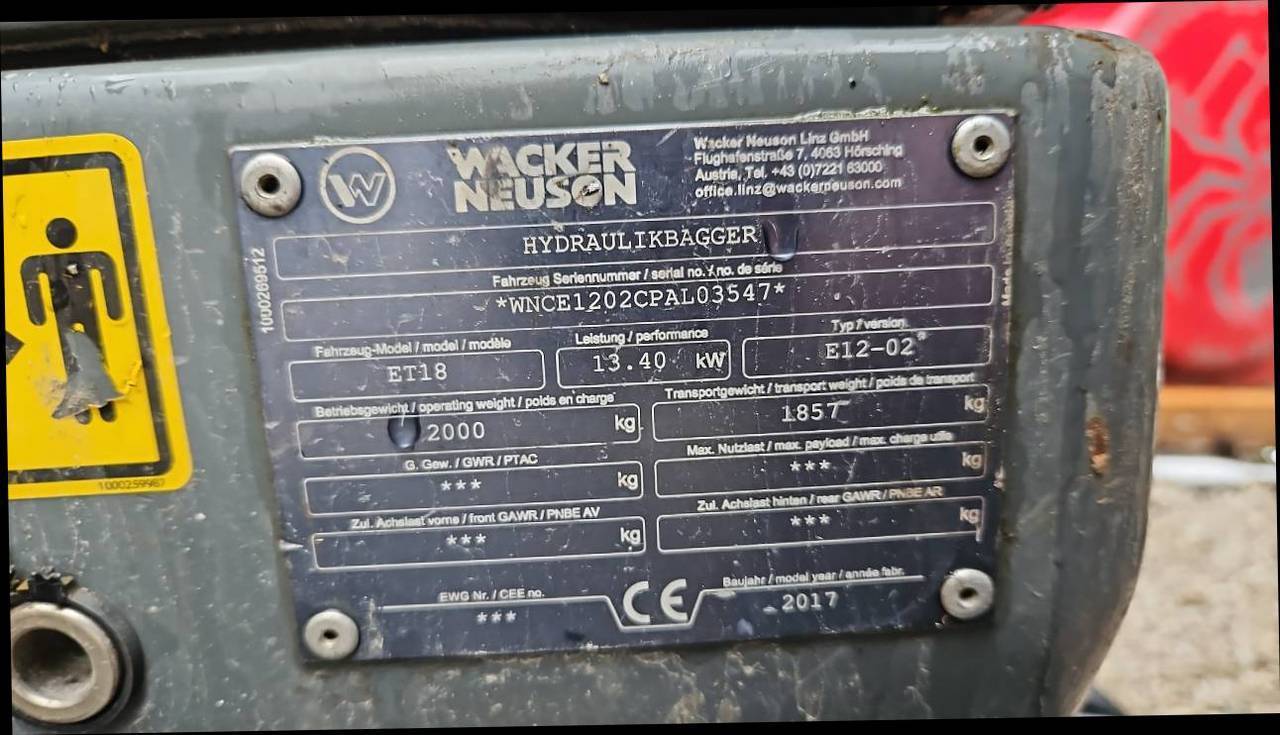 WACKER
NEUSON
Wacker Neuson Linz GmbH
Flughafenstraße 7, 4063 Hörsching
Austria, Tel. +43 (0)7221 63000
office.linz@wackerneuson.com
HYDRAULIKBAGGER
Fahrzeug Seriennummer / serial no. / no. de série
*WNCE1202CPAL03547*
Fahrzeug-Model / model / modèle
ET18
Leistung / performance
13.40 kW
Typ / version
E12-02
Betriebsgewicht / operating weight / poids en charge
2000 kg
Transportgewicht / transport weight / poids de transport
1857 kg
G. Gew. / GWR / PTAC
*** kg
Max. Nutzlast / max. payload / max. charge utile
*** kg
Zul. Achslast vorne / front GAWR / PNBE AV
*** kg
Zul. Achslast hinten / rear GAWR / PNBE AR
*** kg
EWG Nr. / CEE no.
***
CE
Baujahr / model year / année fabr.
2017
1000269512
Made in
1000259967